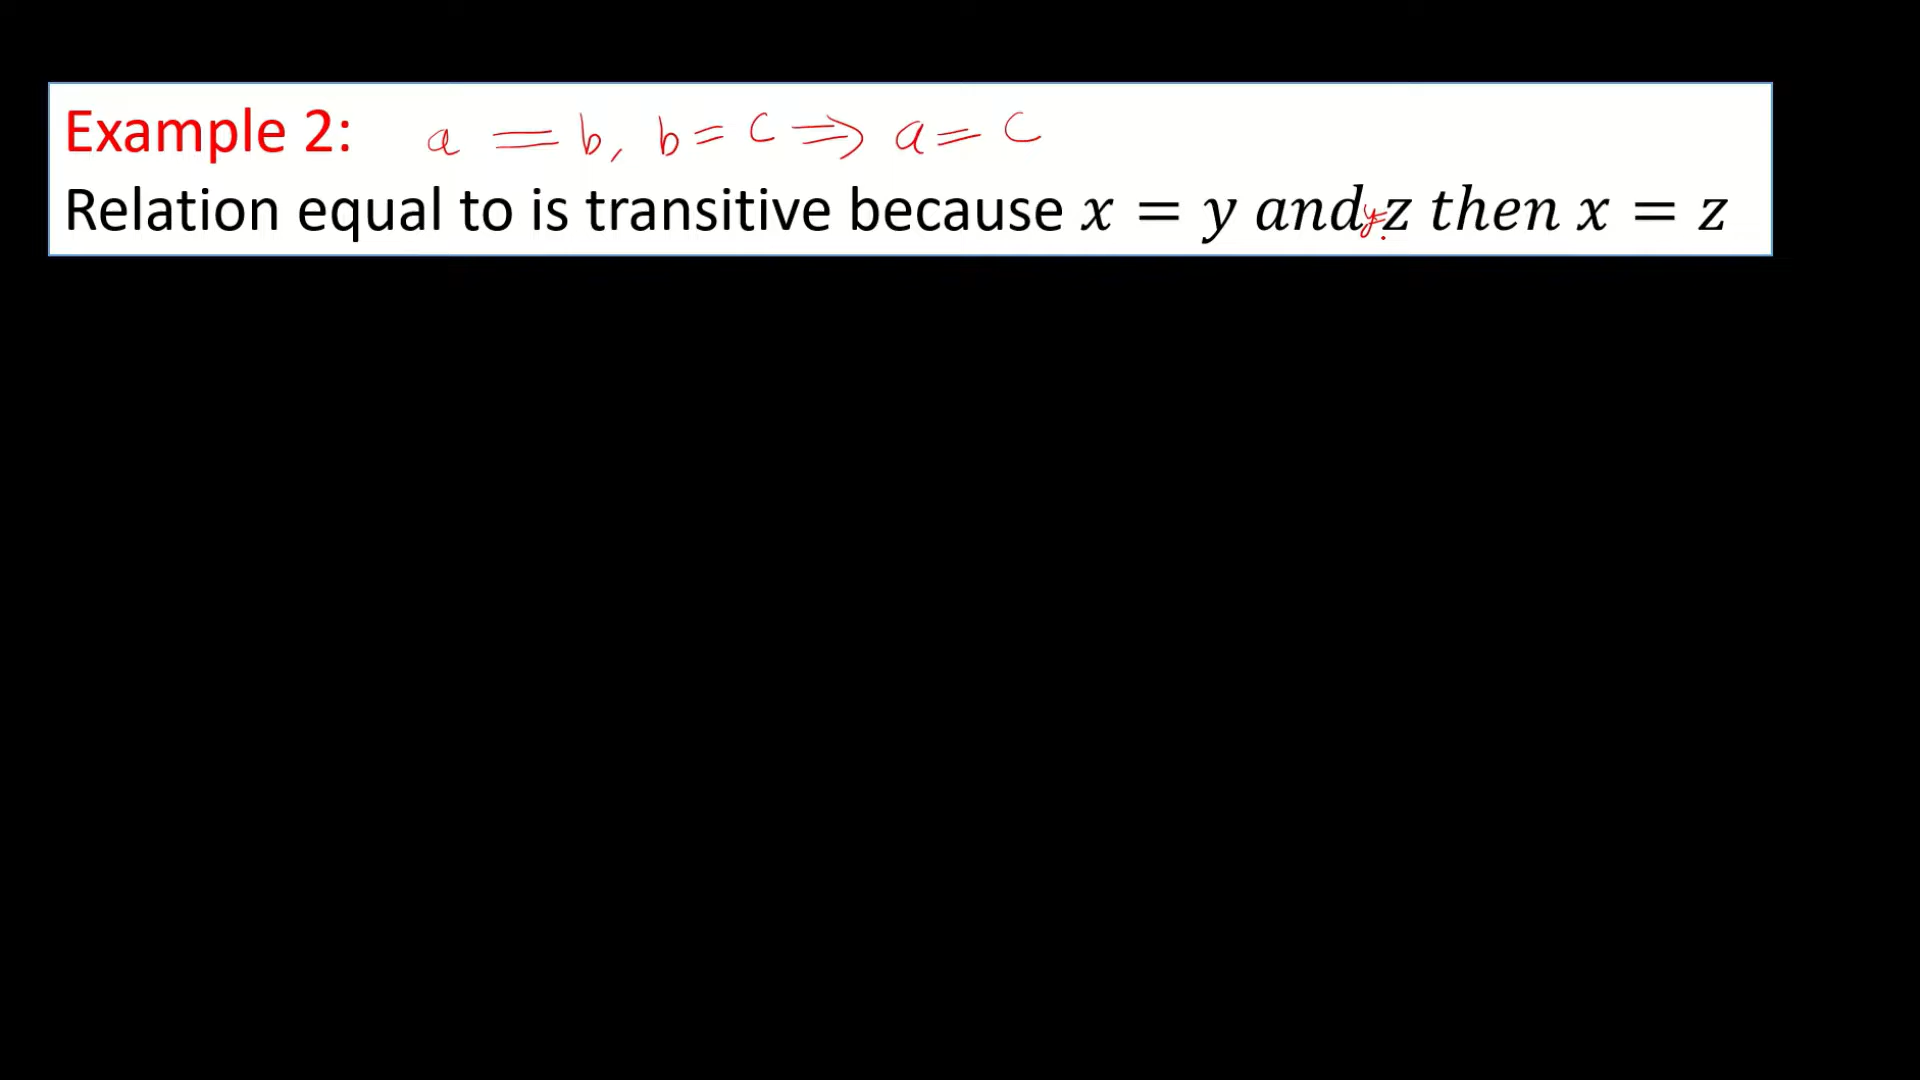 Example 2: a = b, b = c ⇒ a = c
Relation equal to is transitive because x = y and y= z then x = z